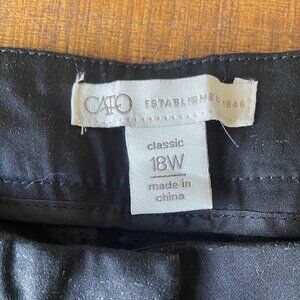 CATO ESTABLISHED 1946
classic
18W
made in
china